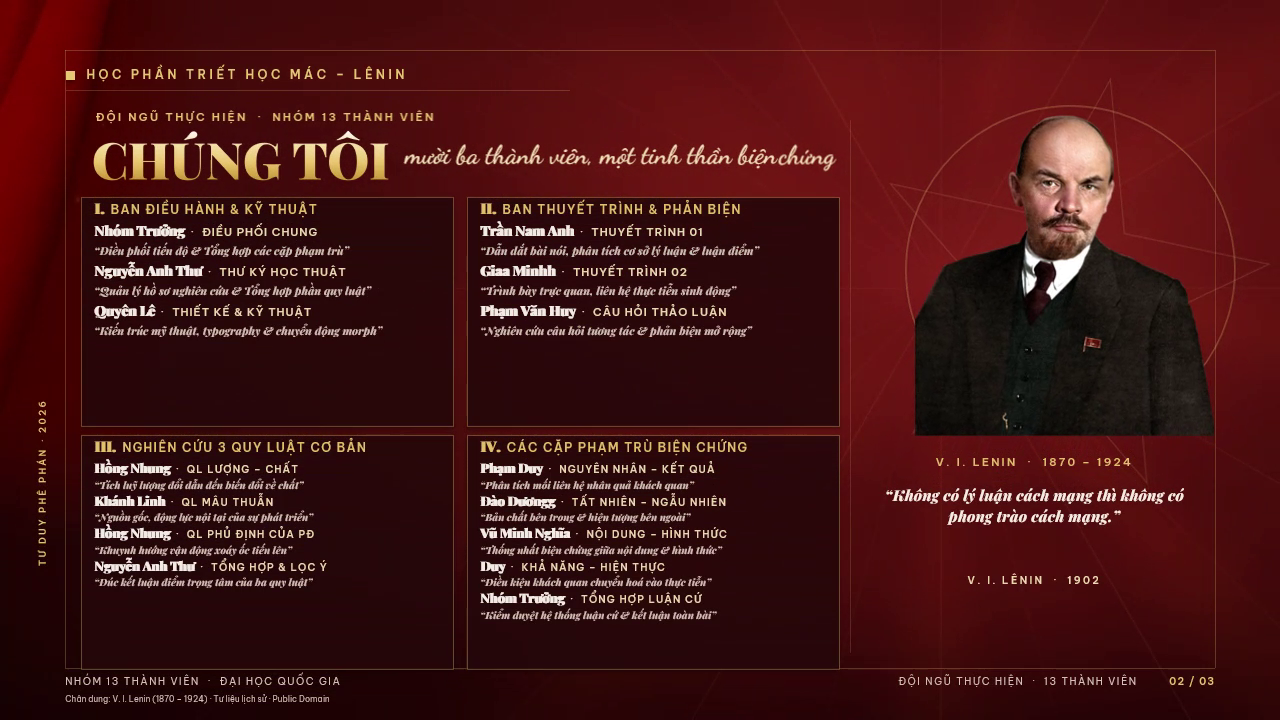 HỌC PHẦN TRIẾT HỌC MÁC – LÊNIN
ĐỘI NGŨ THỰC HIỆN · NHÓM 13 THÀNH VIÊN
CHÚNG TÔI mười ba thành viên, một tinh thần biện chứng
I. BAN ĐIỀU HÀNH & KỸ THUẬT
Nhóm Trưởng · ĐIỀU PHỐI CHUNG
“Điều phối tiến độ & Tổng hợp các cặp phạm trù”
Nguyễn Anh Thư · THƯ KÝ HỌC THUẬT
“Quản lý hồ sơ nghiên cứu & Tổng hợp phần quy luật”
Quyên Lê · THIẾT KẾ & KỸ THUẬT
“Kiến trúc mỹ thuật, typography & chuyển động morph”
II. BAN THUYẾT TRÌNH & PHẢN BIỆN
Trần Nam Anh · THUYẾT TRÌNH 01
“Dẫn dắt bài nói, phân tích cơ sở lý luận & luận điểm”
Giaa Minhh · THUYẾT TRÌNH 02
“Trình bày trực quan, liên hệ thực tiễn sinh động”
Phạm Văn Huy · CÂU HỎI THẢO LUẬN
“Nghiên cứu câu hỏi tương tác & phản biện mở rộng”
III. NGHIÊN CỨU 3 QUY LUẬT CƠ BẢN
Hồng Nhung · QL LƯỢNG – CHẤT
“Tích luỹ lượng đổi dẫn đến biến đổi về chất”
Khánh Linh · QL MÂU THUẪN
“Nguồn gốc, động lực nội tại của sự phát triển”
Hồng Nhung · QL PHỦ ĐỊNH CỦA PĐ
“Khuynh hướng vận động xoáy ốc tiến lên”
Nguyễn Anh Thư · TỔNG HỢP & LỌC Ý
“Đúc kết luận điểm trọng tâm của ba quy luật”
IV. CÁC CẶP PHẠM TRÙ BIỆN CHỨNG
Phạm Duy · NGUYÊN NHÂN – KẾT QUẢ
“Phân tích mối liên hệ nhân quả khách quan”
Đào Dươngg · TẤT NHIÊN – NGẪU NHIÊN
“Bản chất bên trong & hiện tượng bên ngoài”
Vũ Minh Nghĩa · NỘI DUNG – HÌNH THỨC
“Thống nhất biện chứng giữa nội dung & hình thức”
Duy · KHẢ NĂNG – HIỆN THỰC
“Điều kiện khách quan chuyển hoá vào thực tiễn”
Nhóm Trưởng · TỔNG HỢP LUẬN CỨ
“Kiểm duyệt hệ thống luận cứ & kết luận toàn bài”
V. I. LENIN · 1870 – 1924
“Không có lý luận cách mạng thì không có
phong trào cách mạng.”
V. I. LÊNIN · 1902
TƯ DUY PHÊ PHÁN · 2026
NHÓM 13 THÀNH VIÊN · ĐẠI HỌC QUỐC GIA
Chân dung: V. I. Lenin (1870 – 1924) · Tư liệu lịch sử · Public Domain
ĐỘI NGŨ THỰC HIỆN · 13 THÀNH VIÊN 02 / 03